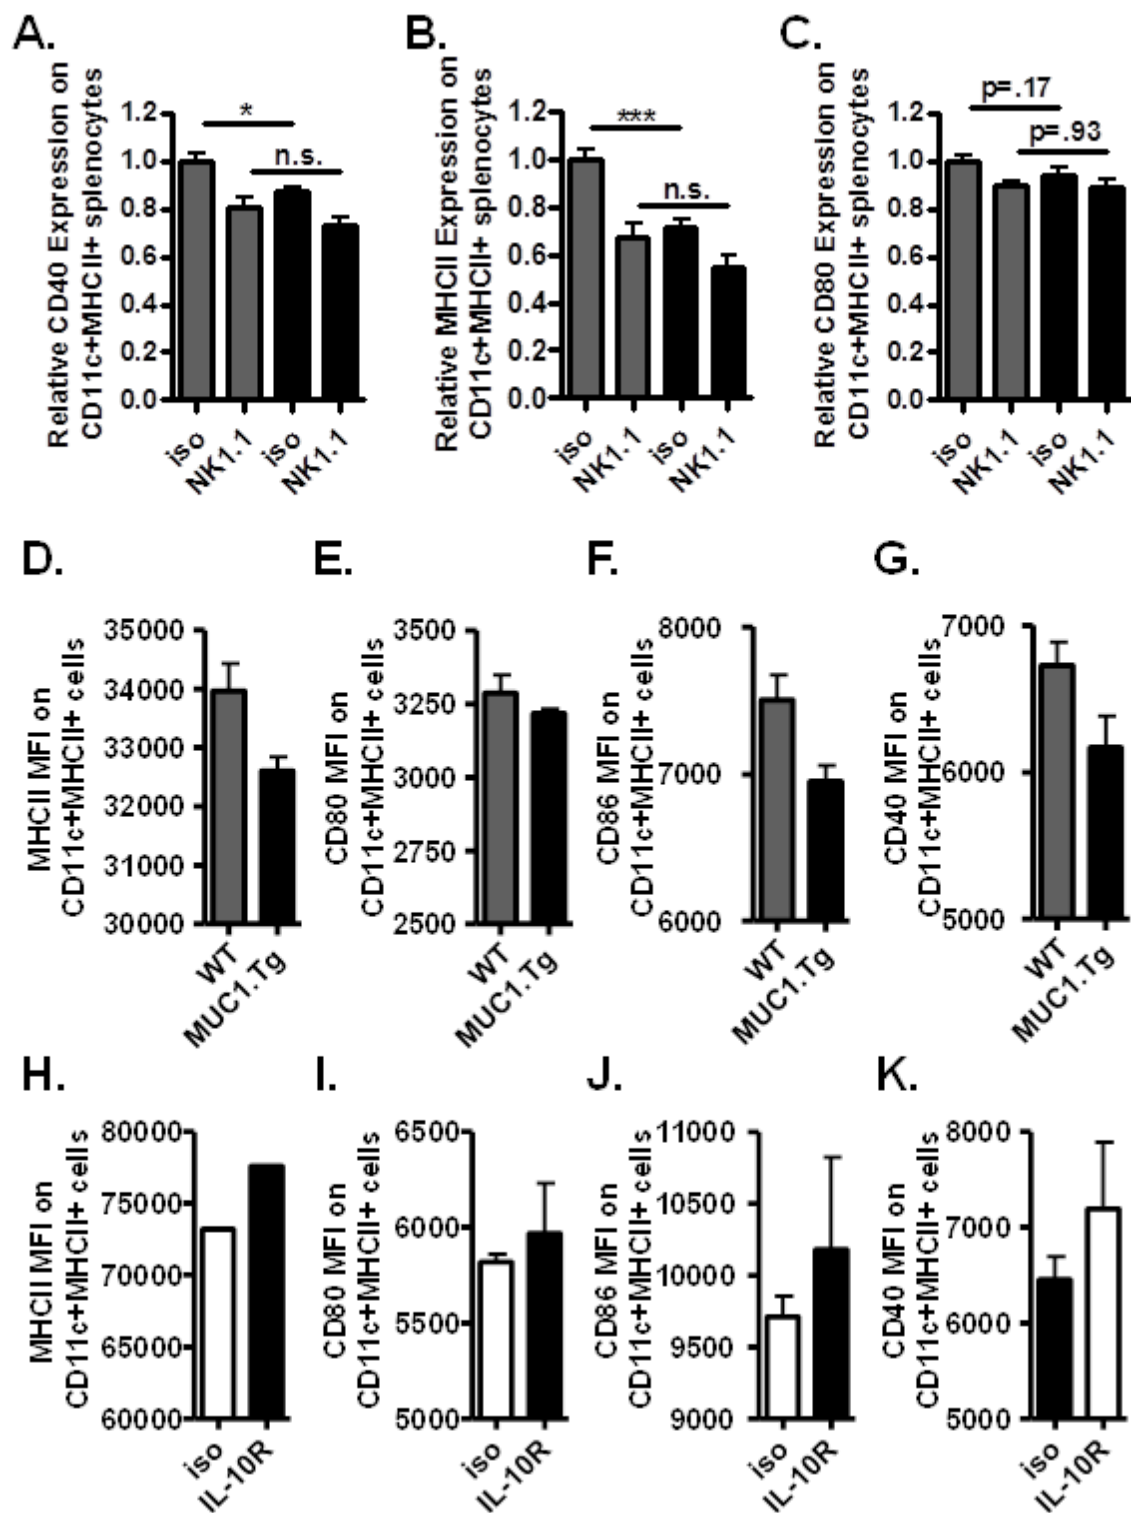 A.
Relative CD40 Expression on
CD11c+MHCII+ splenocytes
1.2
1.0
0.8
0.6
0.4
0.2
0.0
*
n.s.
iso
NK1.1
iso
NK1.1
B.
Relative MHCII Expression on
CD11c+MHCII+ splenocytes
1.2
1.0
0.8
0.6
0.4
0.2
0.0
***
n.s.
iso
NK1.1
iso
NK1.1
C.
Relative CD80 Expression on
CD11c+MHCII+ splenocytes
1.2
1.0
0.8
0.6
0.4
0.2
0.0
p=.17
p=.93
iso
NK1.1
iso
NK1.1
D.
MHCII MFI on
CD11c+MHCII+ cells
35000
34000
33000
32000
31000
30000
WT
MUC1.Tg
E.
CD80 MFI on
CD11c+MHCII+ cells
3500
3250
3000
2750
2500
WT
MUC1.Tg
F.
CD86 MFI on
CD11c+MHCII+ cells
8000
7000
6000
WT
MUC1.Tg
G.
CD40 MFI on
CD11c+MHCII+ cells
7000
6000
5000
WT
MUC1.Tg
H.
MHCII MFI on
CD11c+MHCII+ cells
80000
75000
70000
65000
60000
iso
IL-10R
I.
CD80 MFI on
CD11c+MHCII+ cells
6500
6000
5500
5000
iso
IL-10R
J.
CD86 MFI on
CD11c+MHCII+ cells
11000
10500
10000
9500
9000
iso
IL-10R
K.
CD40 MFI on
CD11c+MHCII+ cells
8000
7000
6000
5000
iso
IL-10R